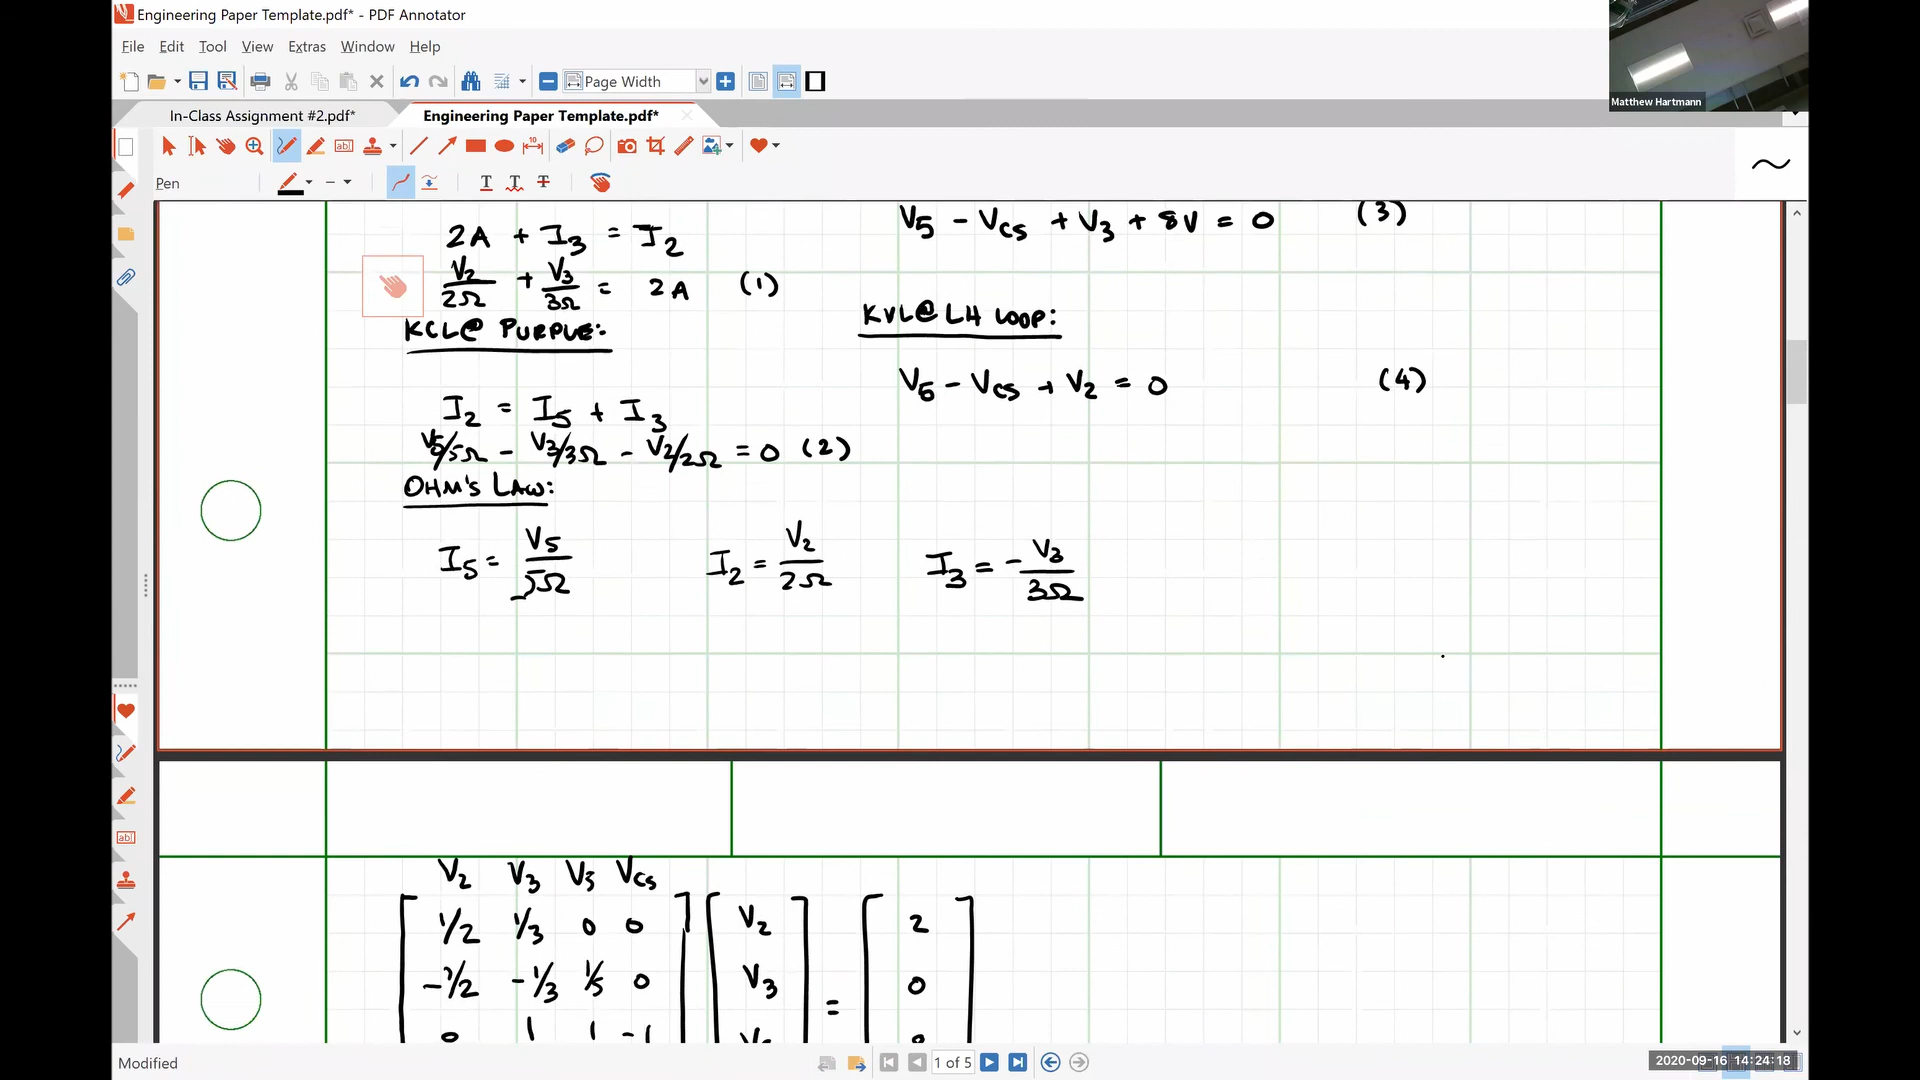 Engineering Paper Template.pdf* - PDF Annotator
File Edit Tool View Extras Window Help
Page Width
Matthew Hartmann
In-Class Assignment #2.pdf*
Engineering Paper Template.pdf*
Pen
2A + I3 = I2
V2/2Ω + V3/3Ω = 2A (1)
KCL@ PURPLE:
I2 = I5 + I3
V5/5Ω - V3/3Ω - V2/2Ω = 0 (2)
OHM'S LAW:
I5 = V5/5Ω I2 = V2/2Ω I3 = -V3/3Ω
V5 - VCS + V3 + 8V = 0 (3)
KVL@ LH LOOP:
V5 - VCS + V2 = 0 (4)
V2 V3 V5 VCS
1/2 1/3 0 0 V2 2
-1/2 -1/3 1/5 0 V3 = 0
0 1 1 -1
Modified
1 of 5
2020-09-16 14:24:18